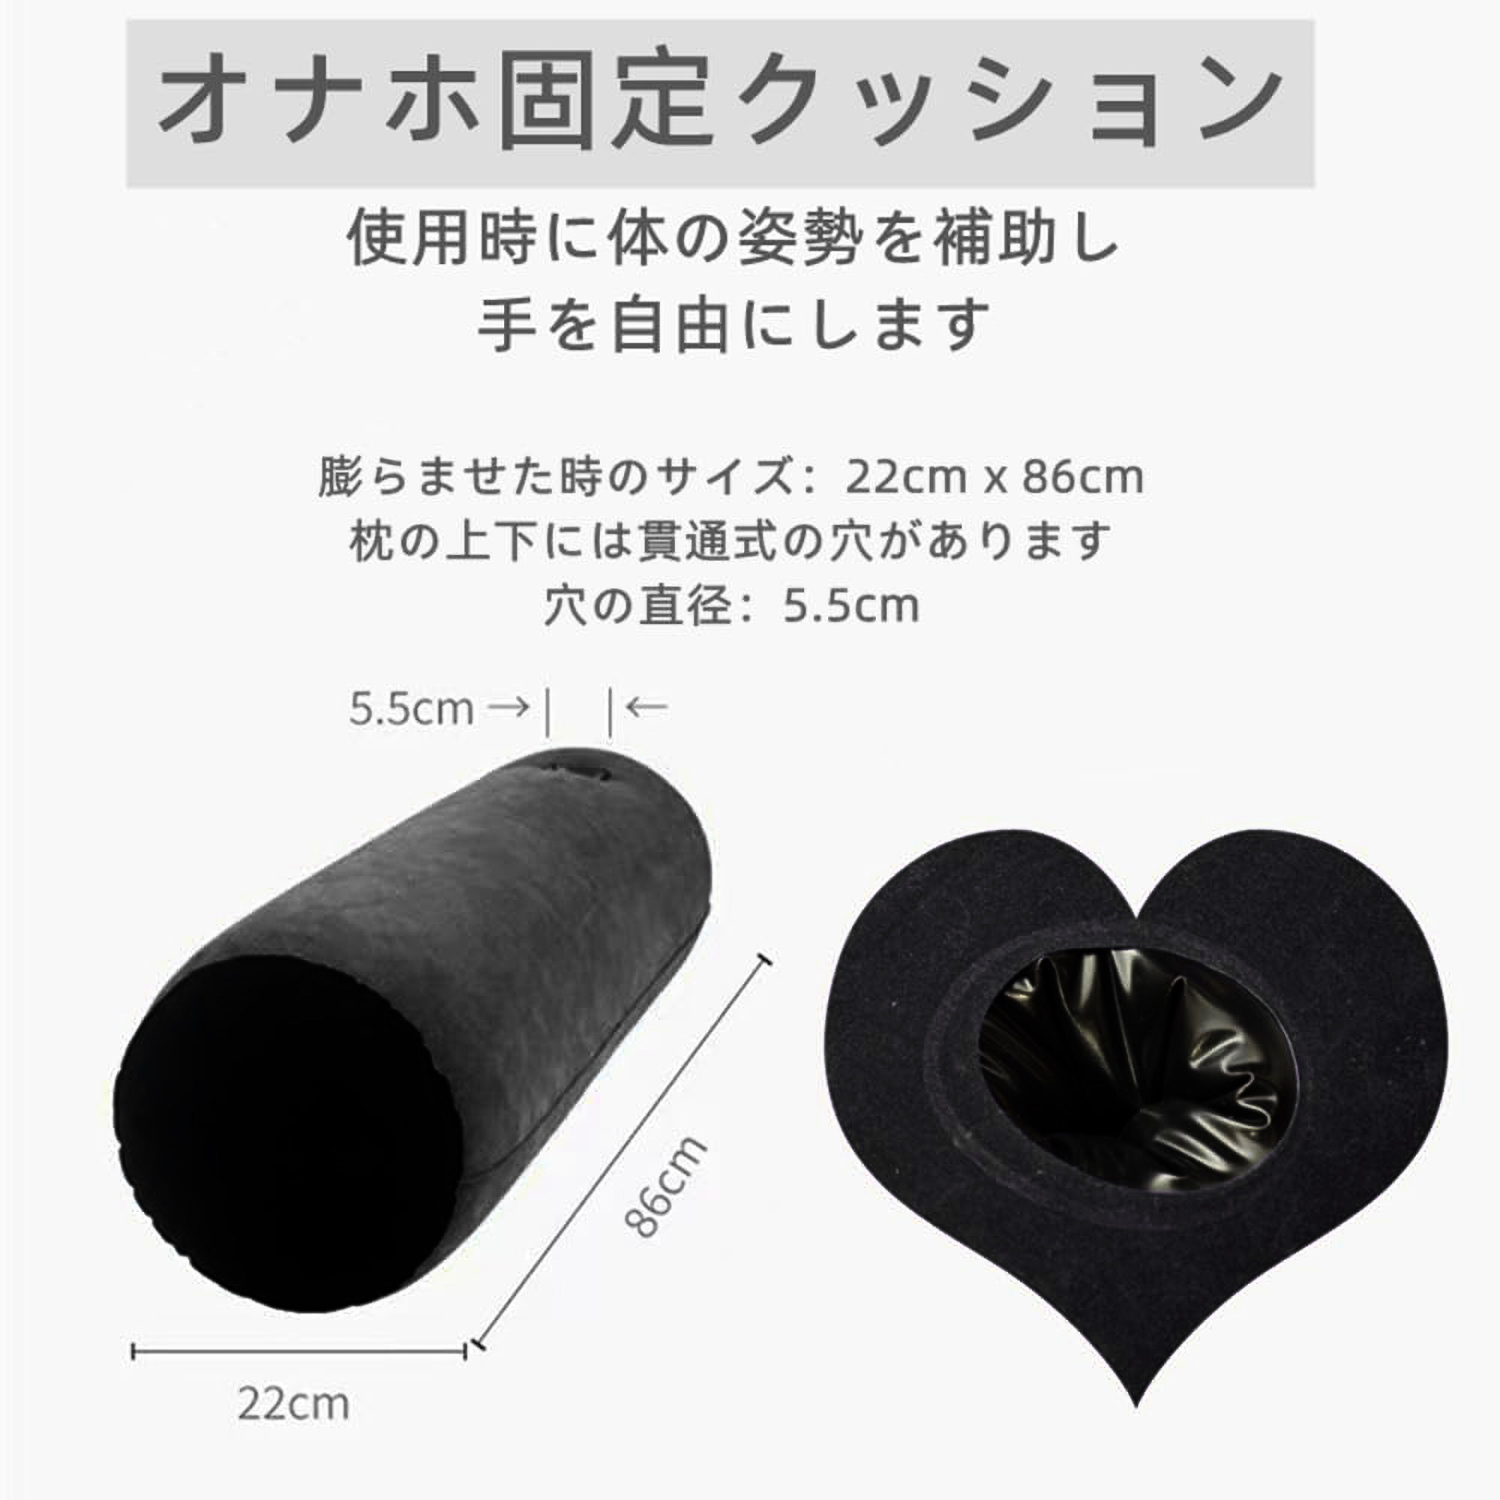 オナホ固定クッション
使用時に体の姿勢を補助し
手を自由にします
膨らませた時のサイズ：22cm x 86cm
枕の上下には貫通式の穴があります
穴の直径：5.5cm
5.5cm→| |←
86cm
22cm